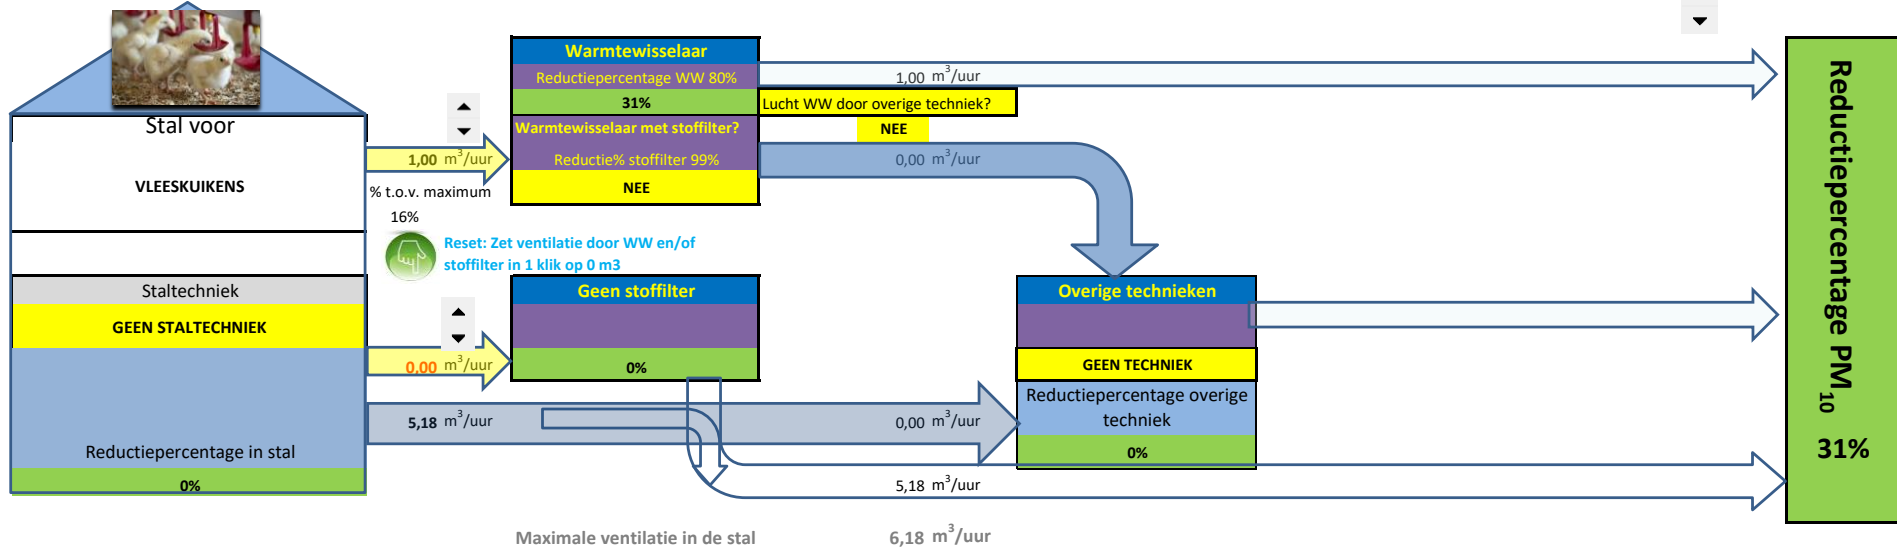 Stal voor
VLEESKUIKENS
Staltechniek
GEEN STALTECHNIEK
Reductiepercentage in stal
0%
1,00 m³/uur
% t.o.v. maximum
16%
Reset: Zet ventilatie door WW en/of
stoffilter in 1 klik op 0 m3
0,00 m³/uur
5,18 m³/uur
Warmtewisselaar
Reductiepercentage WW 80%
31%
Warmtewisselaar met stoffilter?
Reductie% stoffilter 99%
NEE
1,00 m³/uur
Lucht WW door overige techniek?
NEE
0,00 m³/uur
Geen stoffilter
0%
0,00 m³/uur
Overige technieken
GEEN TECHNIEK
Reductiepercentage overige
techniek
0%
5,18 m³/uur
Maximale ventilatie in de stal 6,18 m³/uur
Reductiepercentage PM₁₀
31%